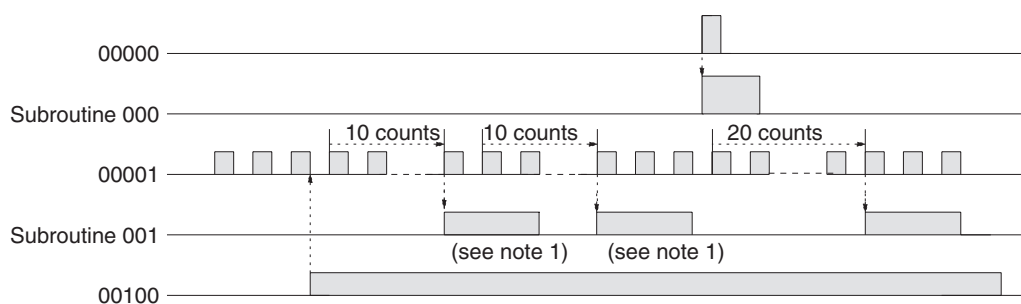 00000
Subroutine 000
10 counts 10 counts 20 counts
00001
Subroutine 001
(see note 1) (see note 1)
00100